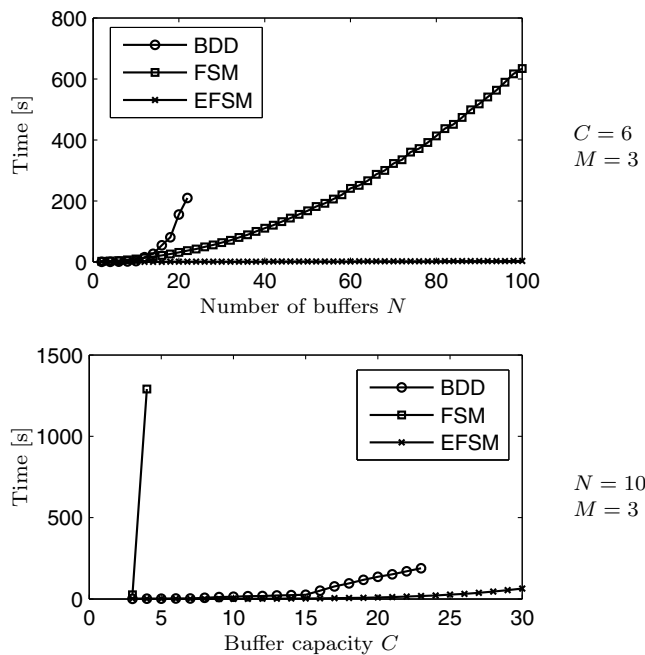 800
600
400
200
0
Time [s]
BDD
FSM
EFSM
0 20 40 60 80 100
Number of buffers N
C = 6
M = 3
1500
1000
500
0
Time [s]
BDD
FSM
EFSM
0 5 10 15 20 25 30
Buffer capacity C
N = 10
M = 3